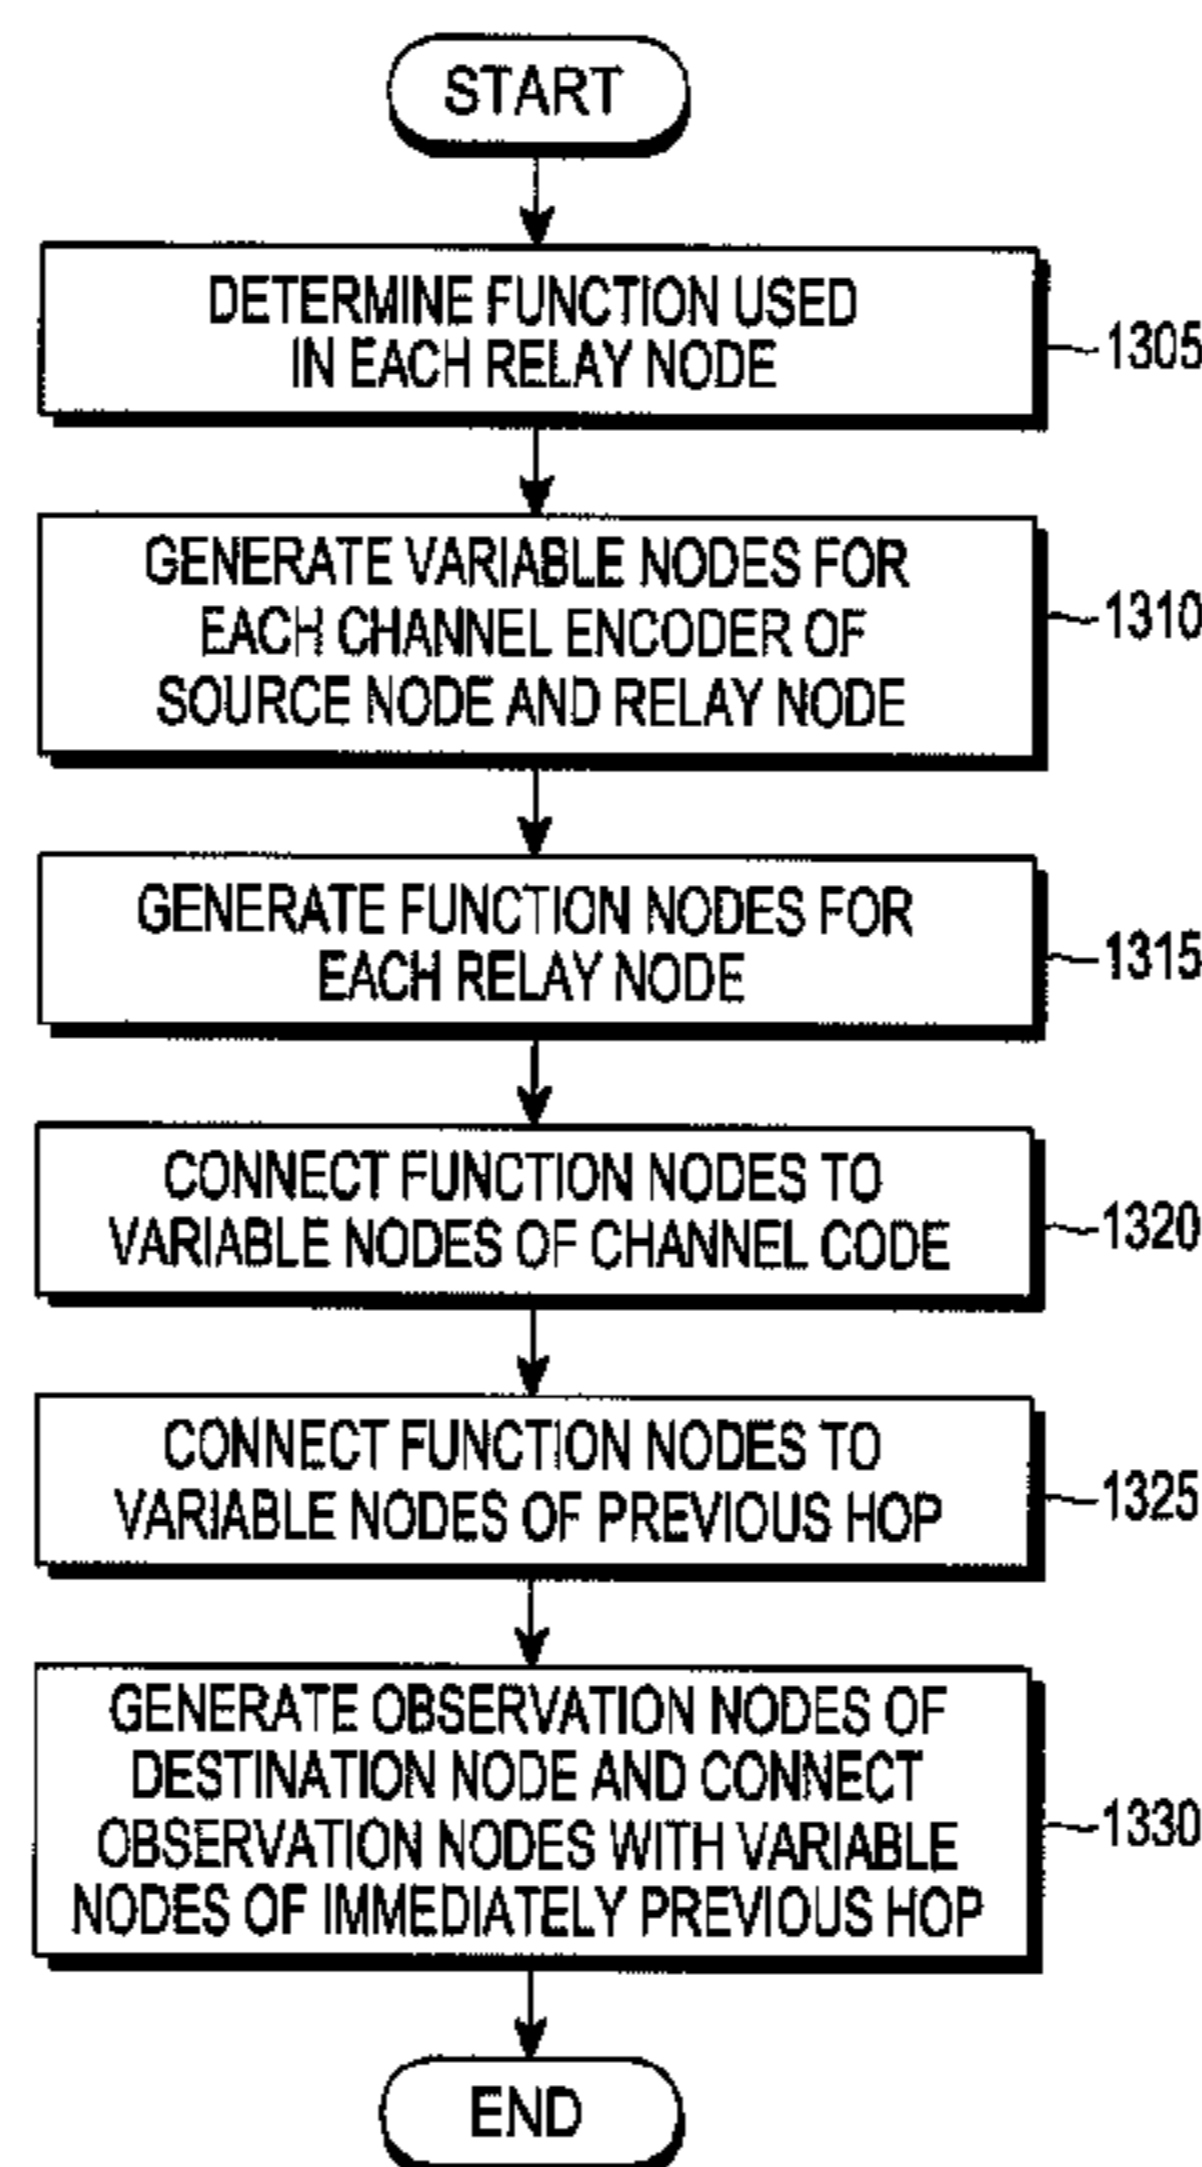 START
DETERMINE FUNCTION USED
IN EACH RELAY NODE
1305
GENERATE VARIABLE NODES FOR
EACH CHANNEL ENCODER OF
SOURCE NODE AND RELAY NODE
1310
GENERATE FUNCTION NODES FOR
EACH RELAY NODE
1315
CONNECT FUNCTION NODES TO
VARIABLE NODES OF CHANNEL CODE
1320
CONNECT FUNCTION NODES TO
VARIABLE NODES OF PREVIOUS HOP
1325
GENERATE OBSERVATION NODES OF
DESTINATION NODE AND CONNECT
OBSERVATION NODES WITH VARIABLE
NODES OF IMMEDIATELY PREVIOUS HOP
1330
END